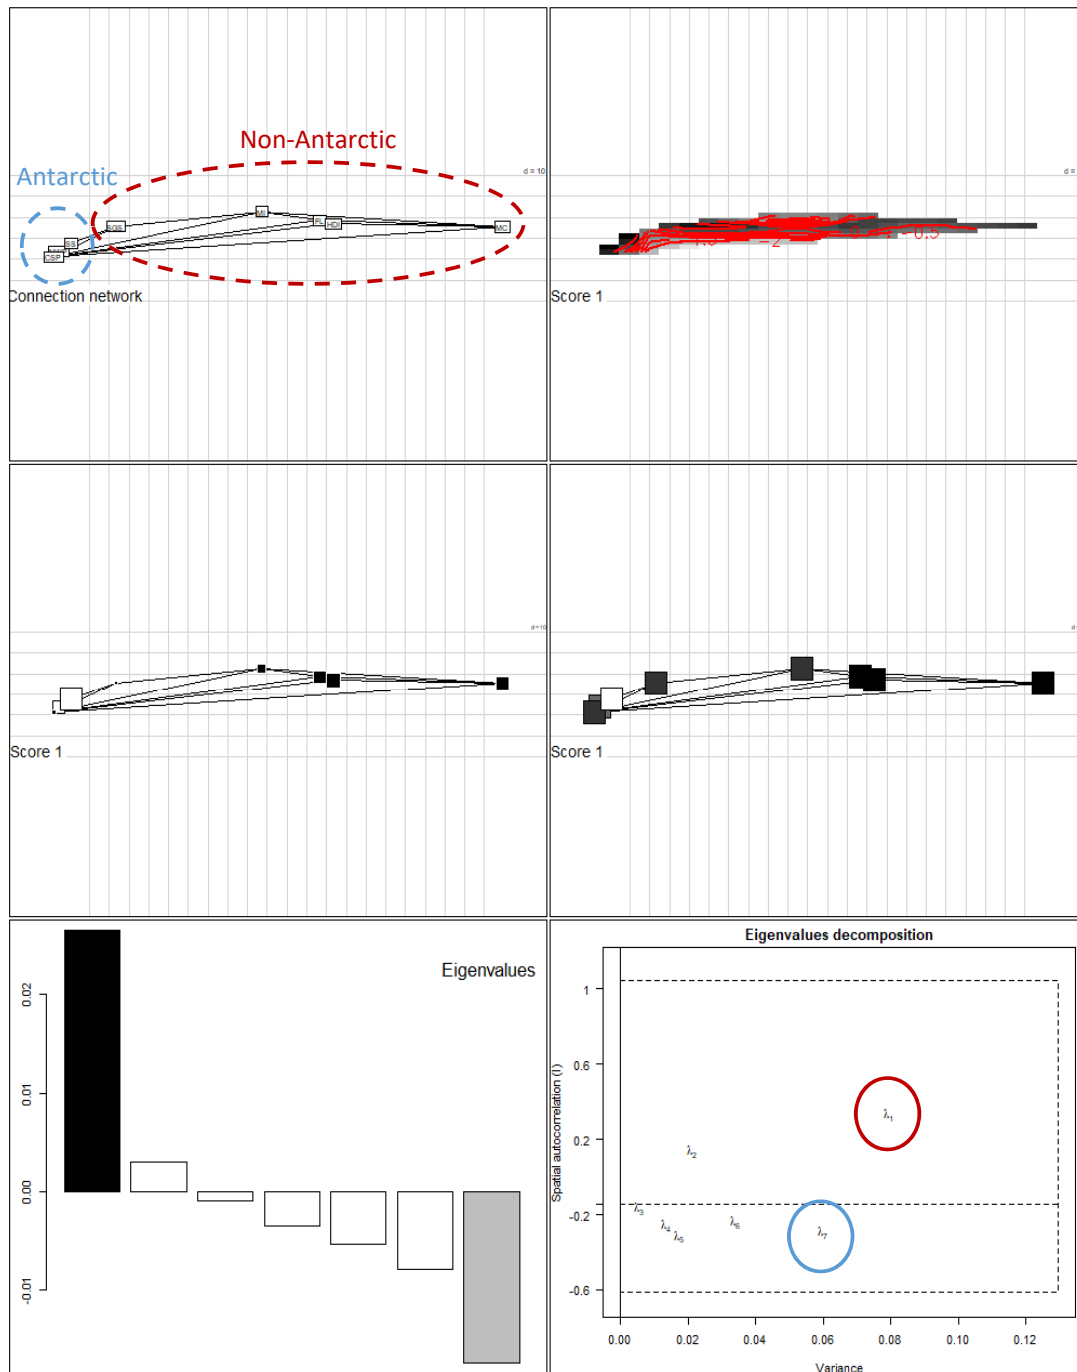 Non-Antarctic
Antarctic
d = 10
MI
SGS
PL
HDI
MC
SS
CSP
Connection network
d =
-2
0.5
Score 1
d = 10
Score 1
d =
Score 1
Eigenvalues
0.02
0.01
0.00
-0.01
Eigenvalues decomposition
Spatial autocorrelation (I)
1
0.6
0.2
-0.2
-0.6
λ1
λ2
λ3
λ4
λ5
λ6
λ7
0.00 0.02 0.04 0.06 0.08 0.10 0.12
Variance